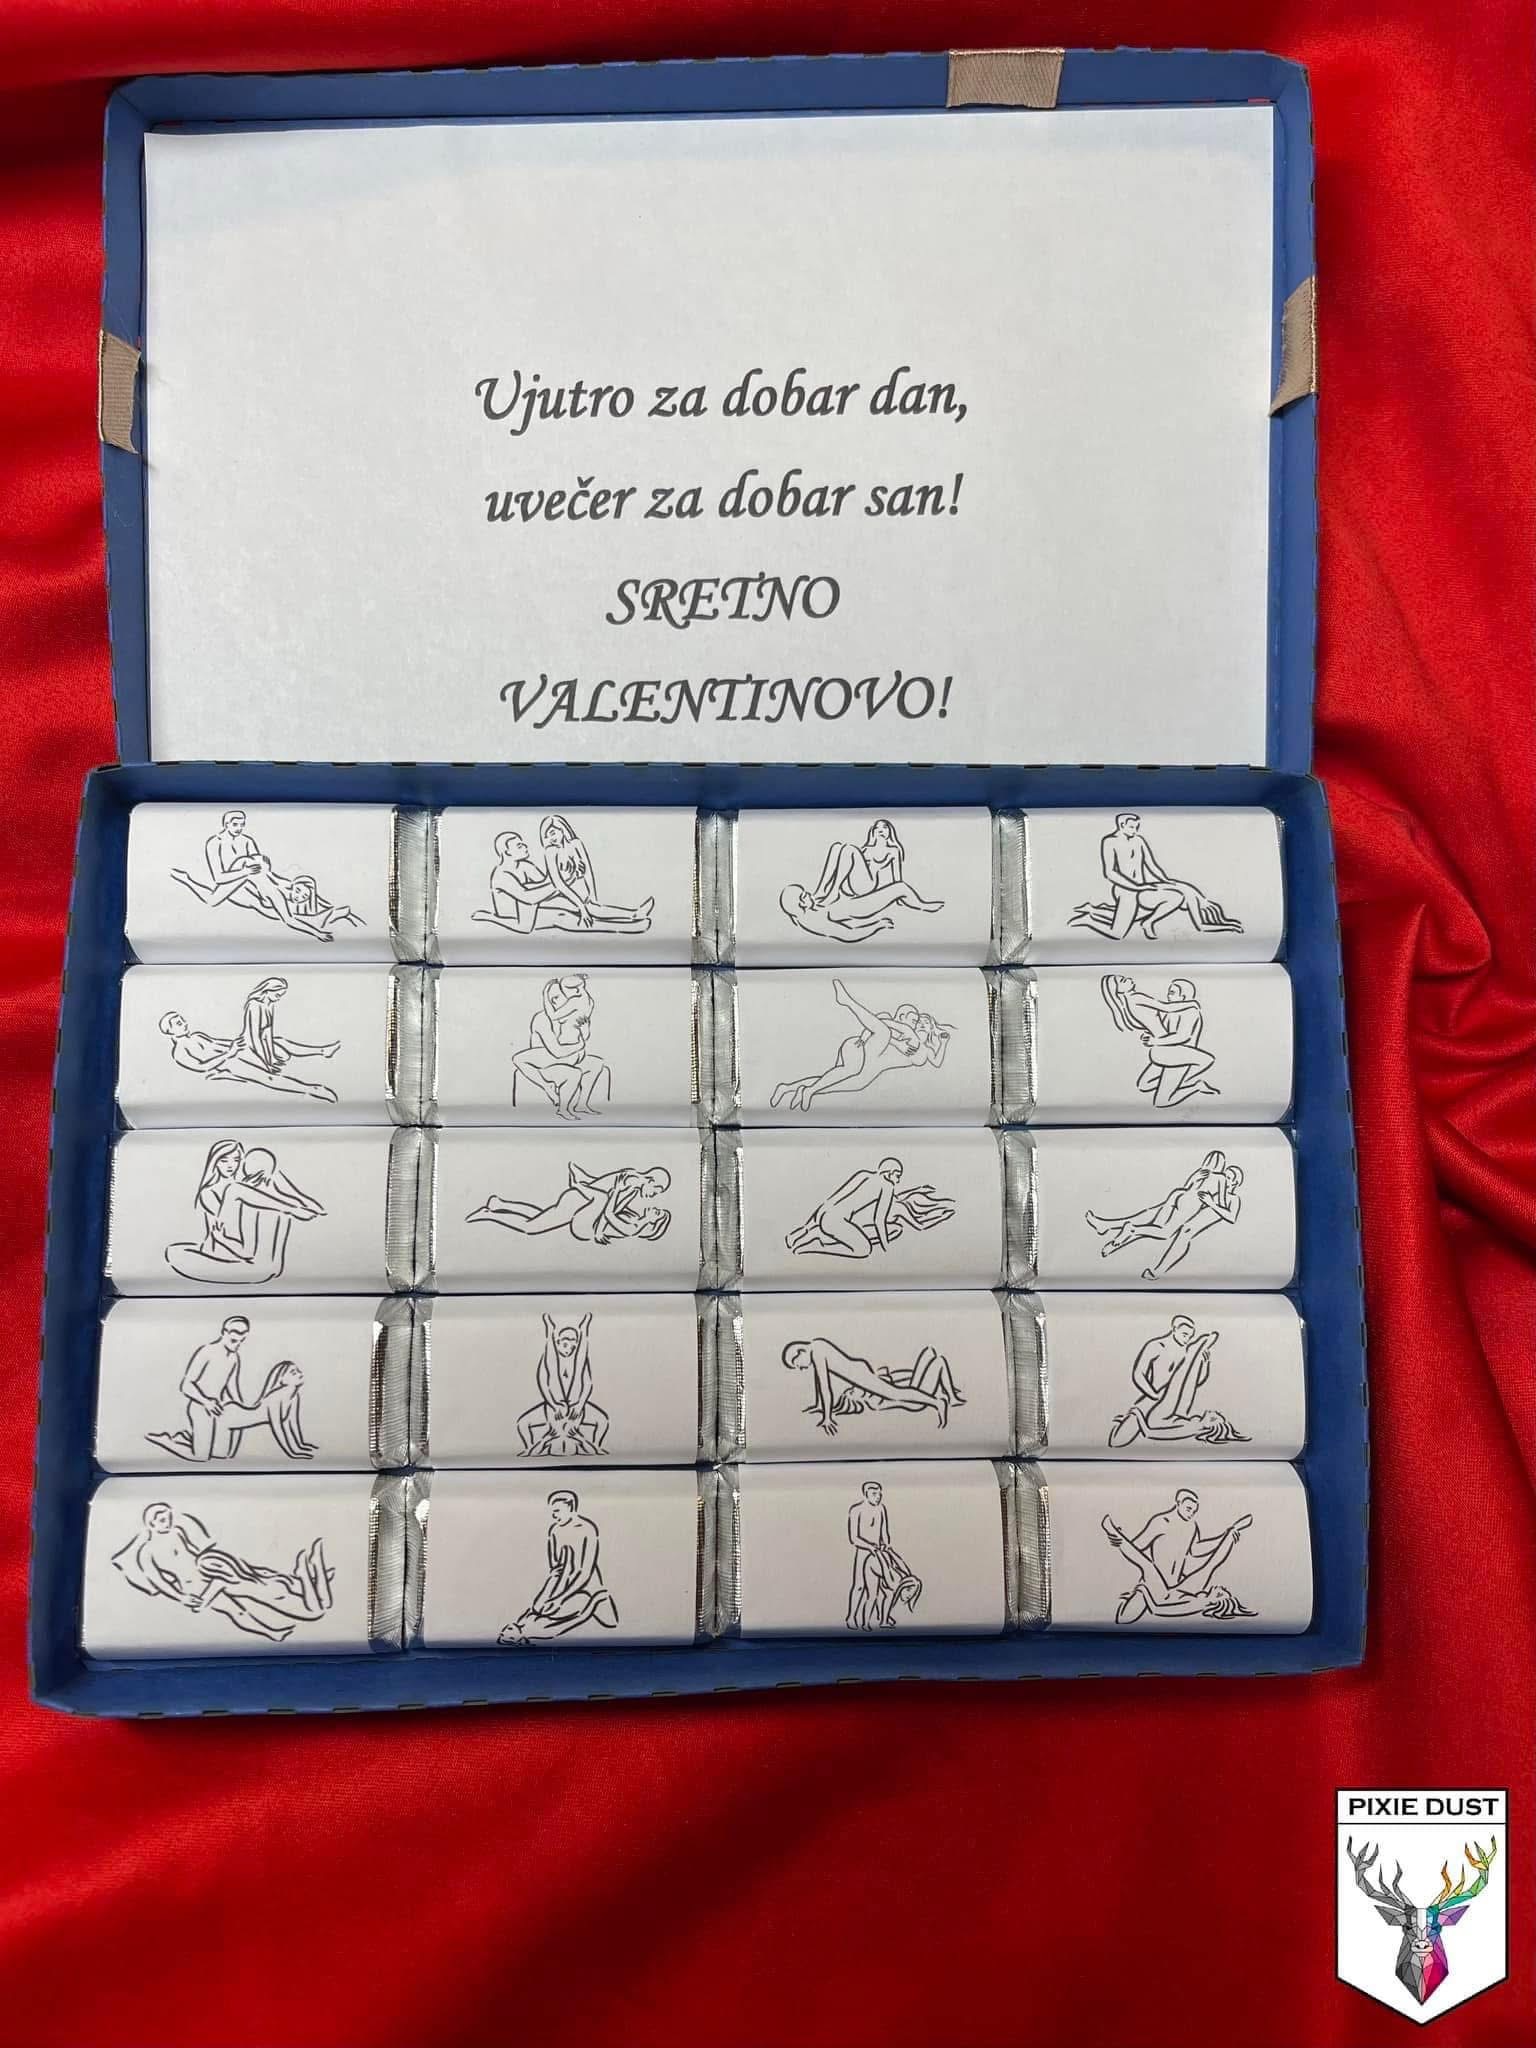 Ujutro za dobar dan,
uvečer za dobar san!
SRETNO
VALENTINOVO!
PIXIE DUST